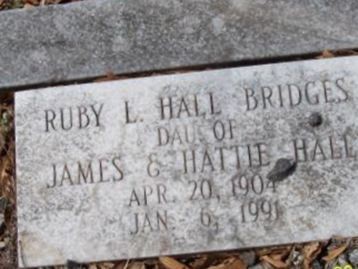 RUBY L. HALL BRIDGES
DAU OF
JAMES & HATTIE HALL
APR. 20, 1904
JAN. 6, 1991